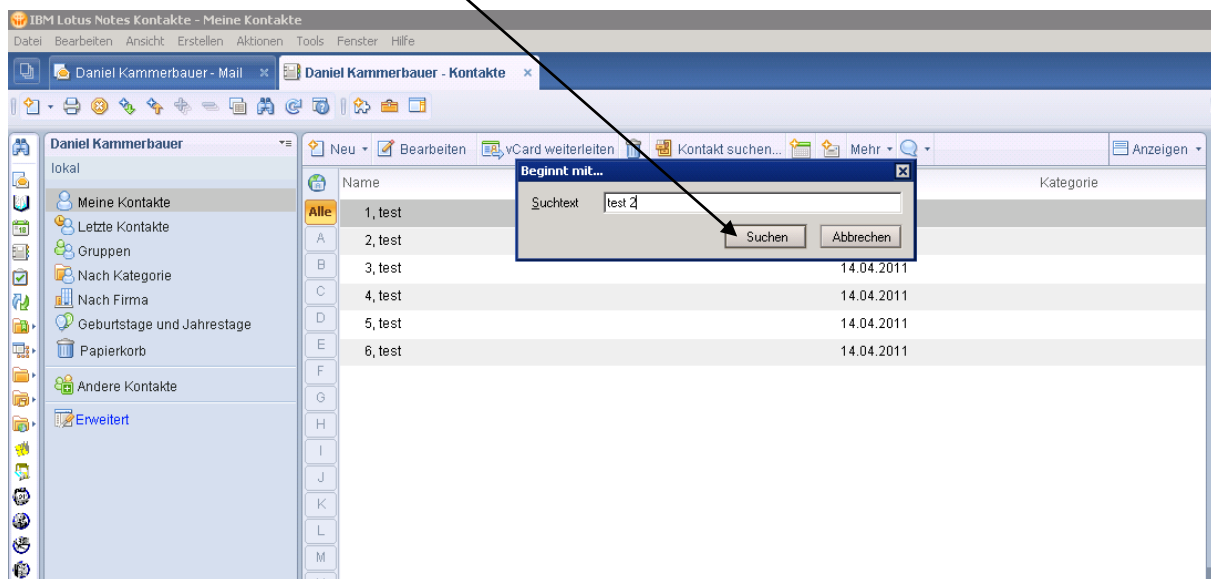 IBM Lotus Notes Kontakte - Meine Kontakte
Datei Bearbeiten Ansicht Erstellen Aktionen Tools Fenster Hilfe
Daniel Kammerbauer - Mail
Daniel Kammerbauer - Kontakte
Daniel Kammerbauer
lokal
Meine Kontakte
Letzte Kontakte
Gruppen
Nach Kategorie
Nach Firma
Geburtstage und Jahrestage
Papierkorb
Andere Kontakte
Erweitert
Neu Bearbeiten vCard weiterleiten Kontakt suchen... Mehr Anzeigen
Name Kategorie
Beginnt mit...
Suchtext test 2
Suchen Abbrechen
Alle
A
B
C
D
E
F
G
H
I
J
K
L
M
1, test
2, test
3, test 14.04.2011
4, test 14.04.2011
5, test 14.04.2011
6, test 14.04.2011